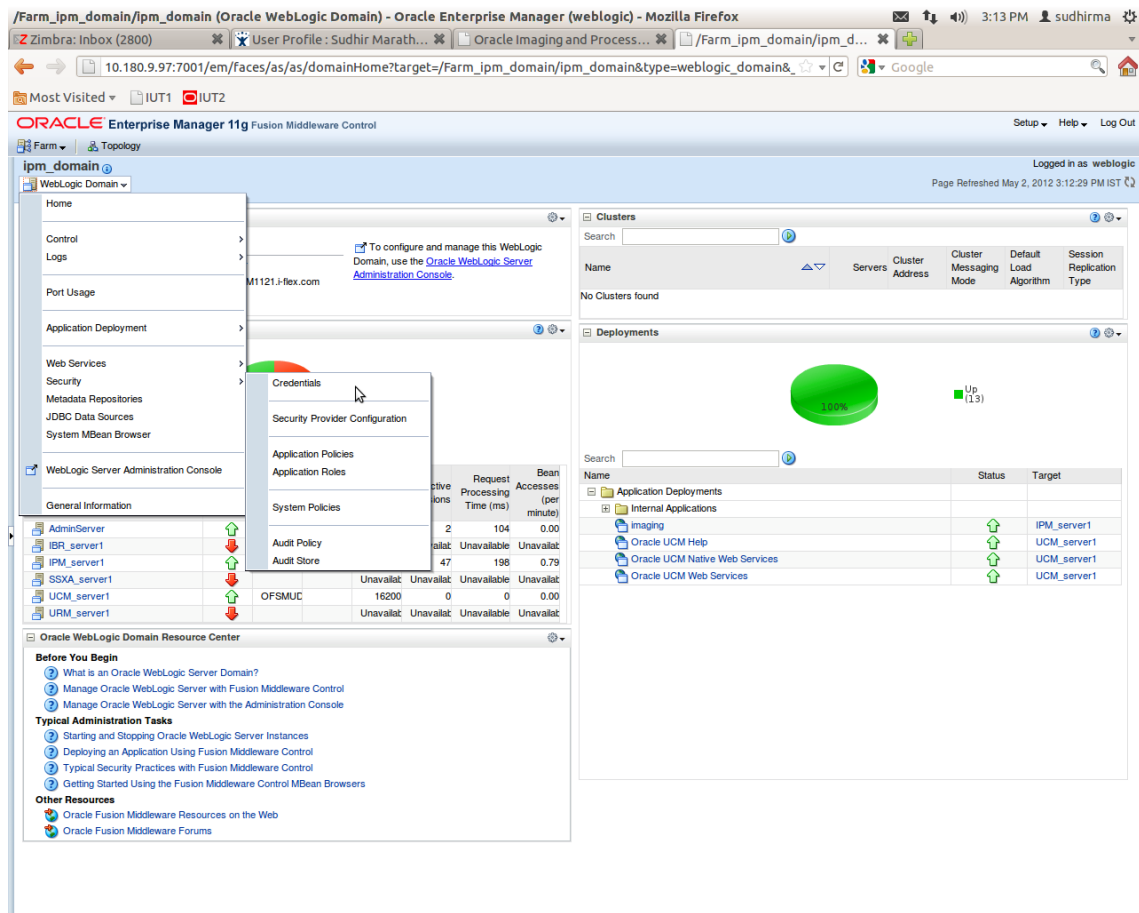 /Farm_ipm_domain/ipm_domain (Oracle WebLogic Domain) - Oracle Enterprise Manager (weblogic) - Mozilla Firefox
3:13 PM sudhirma
Zimbra: Inbox (2800)
User Profile : Sudhir Marath...
Oracle Imaging and Process...
/Farm_ipm_domain/ipm_d...
10.180.9.97:7001/em/faces/as/as/domainHome?target=/Farm_ipm_domain/ipm_domain&type=weblogic_domain&_
Google
Most Visited
IUT1
IUT2
ORACLE Enterprise Manager 11g Fusion Middleware Control
Setup Help Log Out
Farm Topology
ipm_domain
Logged in as weblogic
WebLogic Domain
Page Refreshed May 2, 2012 3:12:29 PM IST
Home
Control
Logs
Port Usage
Application Deployment
Web Services
Security
Metadata Repositories
JDBC Data Sources
System MBean Browser
WebLogic Server Administration Console
General Information
Credentials
Security Provider Configuration
Application Policies
Application Roles
System Policies
Audit Policy
Audit Store
To configure and manage this WebLogic
Domain, use the Oracle WebLogic Server
Administration Console.
M1121.i-flex.com
Clusters
Search
Name
Servers
Cluster Address
Cluster Messaging Mode
Default Load Algorithm
Session Replication Type
No Clusters found
Deployments
100%
Up
(13)
Search
Name Status Target
Application Deployments
Internal Applications
imaging IPM_server1
Oracle UCM Help UCM_server1
Oracle UCM Native Web Services UCM_server1
Oracle UCM Web Services UCM_server1
Request Processing Time (ms)
Bean Accesses (per minute)
AdminServer 2 104 0.00
IBR_server1 Unavailable Unavailat
IPM_server1 47 198 0.79
SSXA_server1 Unavailat Unavailat Unavailable Unavailat
UCM_server1 OFSMUD 16200 0 0 0.00
URM_server1 Unavailat Unavailat Unavailable Unavailat
Oracle WebLogic Domain Resource Center
Before You Begin
What is an Oracle WebLogic Server Domain?
Manage Oracle WebLogic Server with Fusion Middleware Control
Manage Oracle WebLogic Server with the Administration Console
Typical Administration Tasks
Starting and Stopping Oracle WebLogic Server Instances
Deploying an Application Using Fusion Middleware Control
Typical Security Practices with Fusion Middleware Control
Getting Started Using the Fusion Middleware Control MBean Browsers
Other Resources
Oracle Fusion Middleware Resources on the Web
Oracle Fusion Middleware Forums